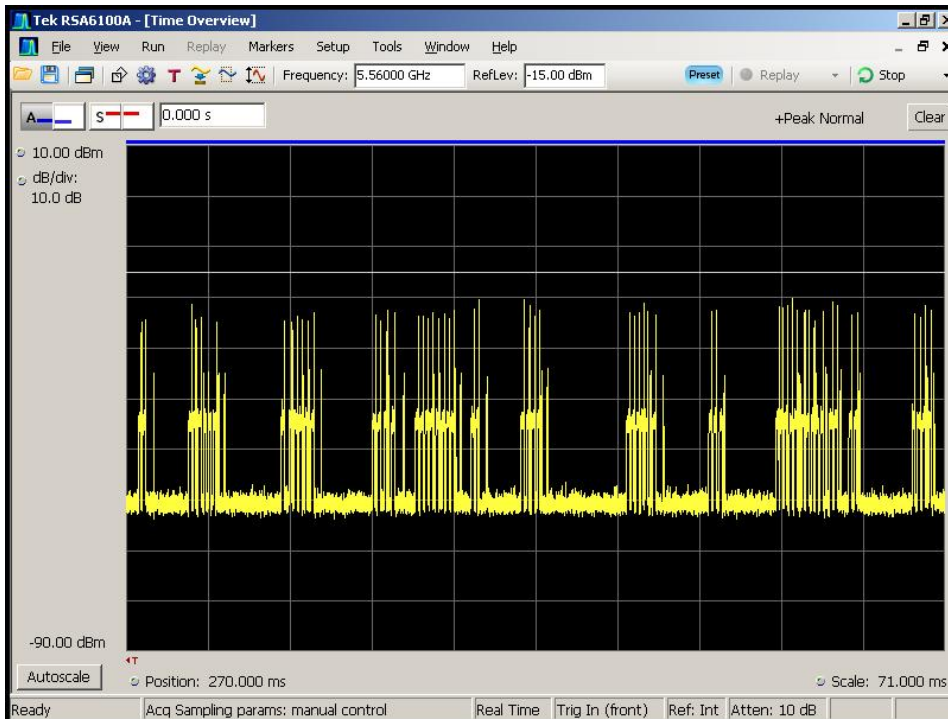 Tek RSA6100A - [Time Overview]
File View Run Replay Markers Setup Tools Window Help
T Frequency: 5.56000 GHz RefLev: -15.00 dBm Preset Replay Stop
A S 0.000 s +Peak Normal Clear
10.00 dBm
dB/div:
10.0 dB
-90.00 dBm
T
Autoscale Position: 270.000 ms Scale: 71.000 ms
Ready Acq Sampling params: manual control Real Time Trig In (front) Ref: Int Atten: 10 dB